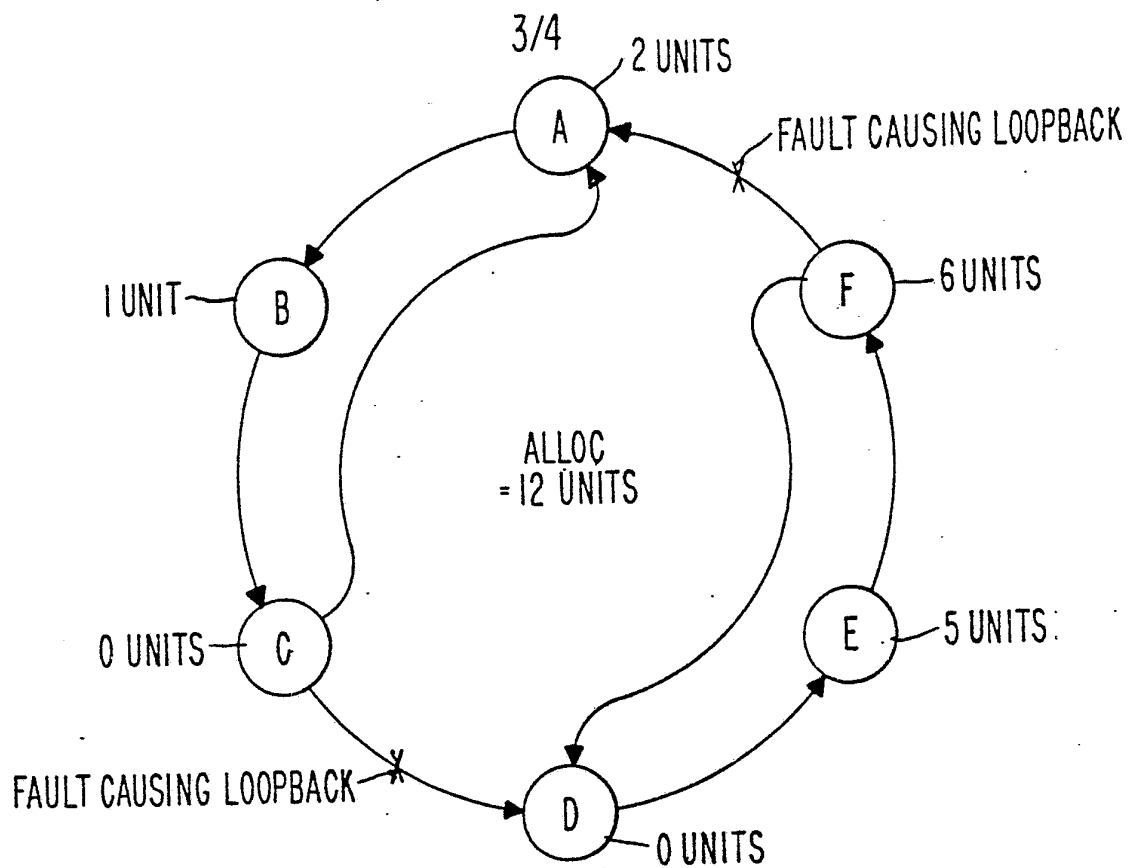 3/4
2 UNITS
A
FAULT CAUSING LOOPBACK
1 UNIT
B
F
6 UNITS
ALLOC
=12 UNITS
0 UNITS
C
E
5 UNITS
FAULT CAUSING LOOPBACK
D
0 UNITS